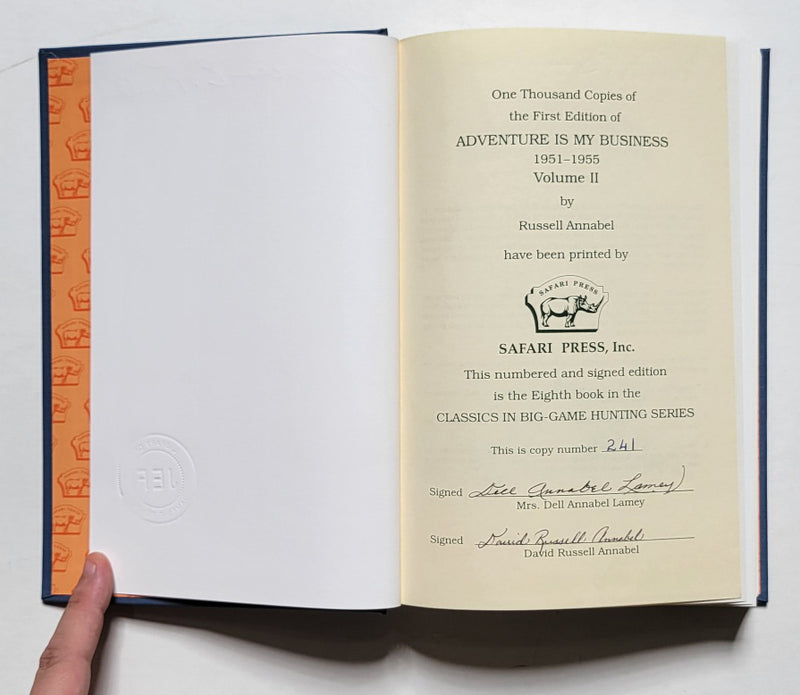 One Thousand Copies of
the First Edition of
ADVENTURE IS MY BUSINESS
1951–1955
Volume II
by
Russell Annabel
have been printed by
SAFARI PRESS
SAFARI PRESS, Inc.
This numbered and signed edition
is the Eighth book in the
CLASSICS IN BIG-GAME HUNTING SERIES
This is copy number 241
Signed Dell Annabel Lamey
Mrs. Dell Annabel Lamey
Signed David Russell Annabel
David Russell Annabel